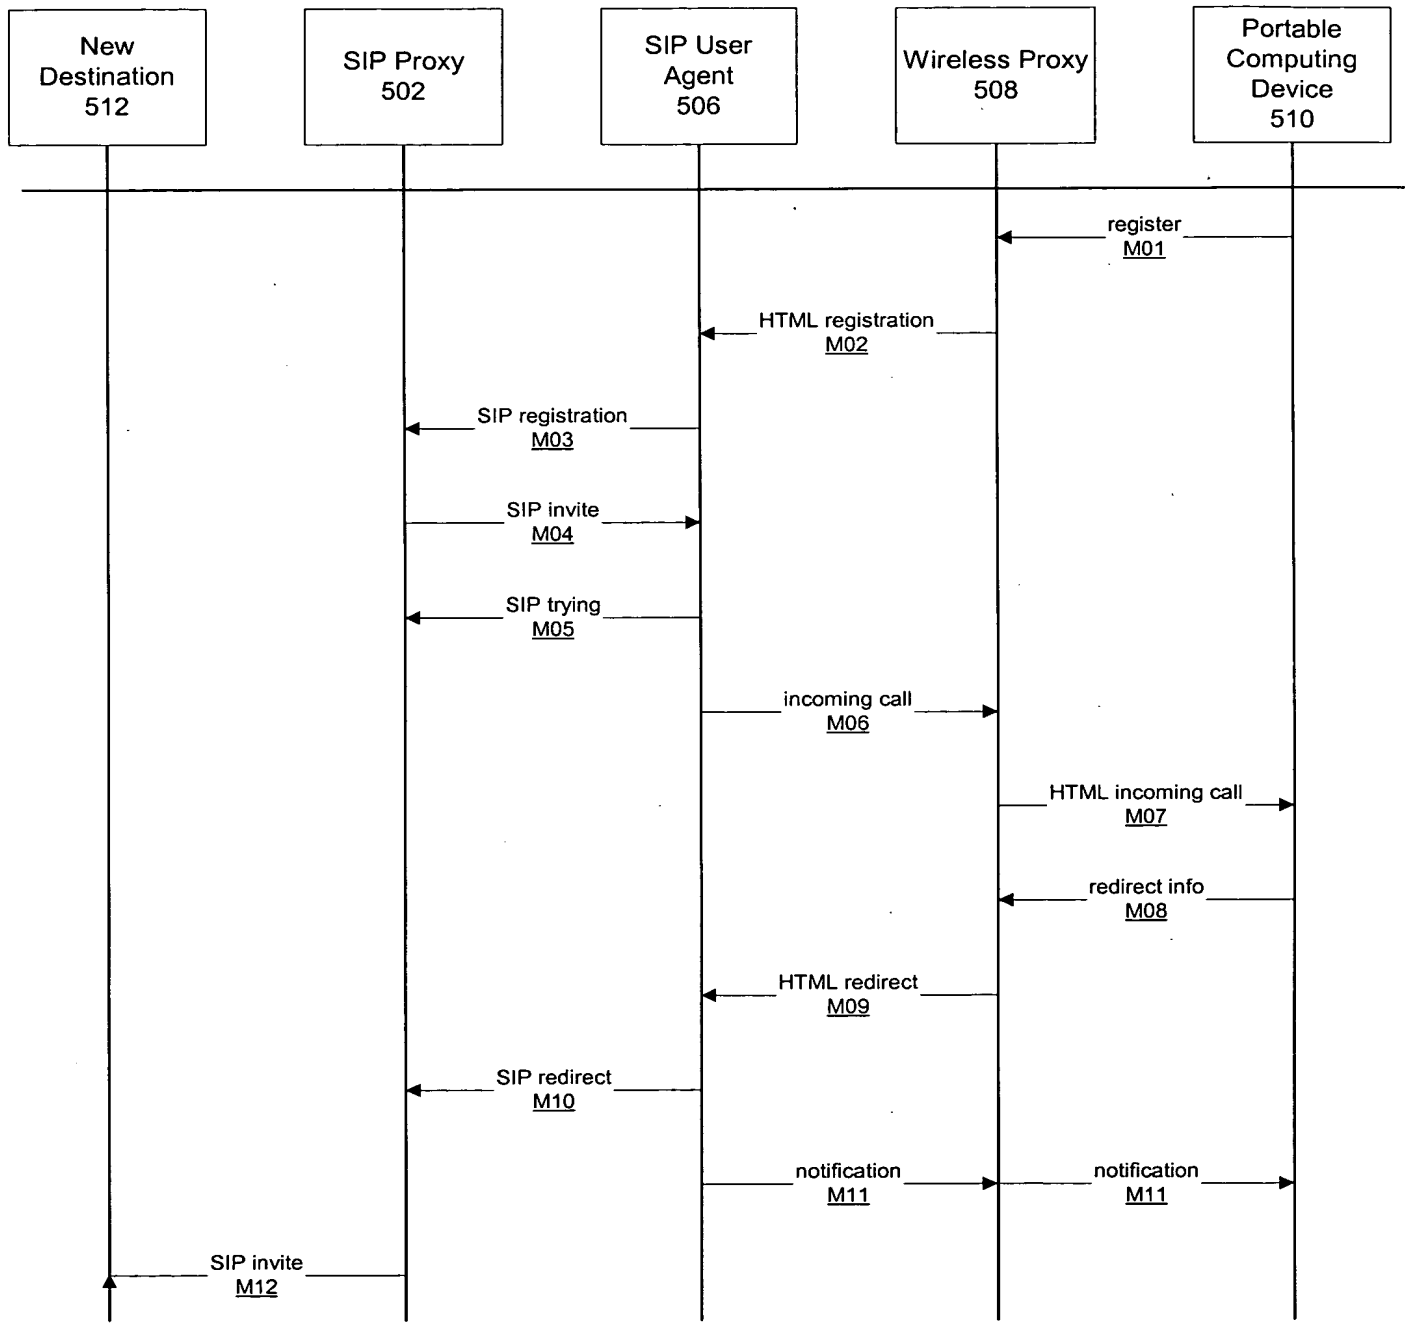 New
Destination
512
SIP Proxy
502
SIP User
Agent
506
Wireless Proxy
508
Portable
Computing
Device
510
register
M01
HTML registration
M02
SIP registration
M03
SIP invite
M04
SIP trying
M05
incoming call
M06
HTML incoming call
M07
redirect info
M08
HTML redirect
M09
SIP redirect
M10
notification
M11
notification
M11
SIP invite
M12